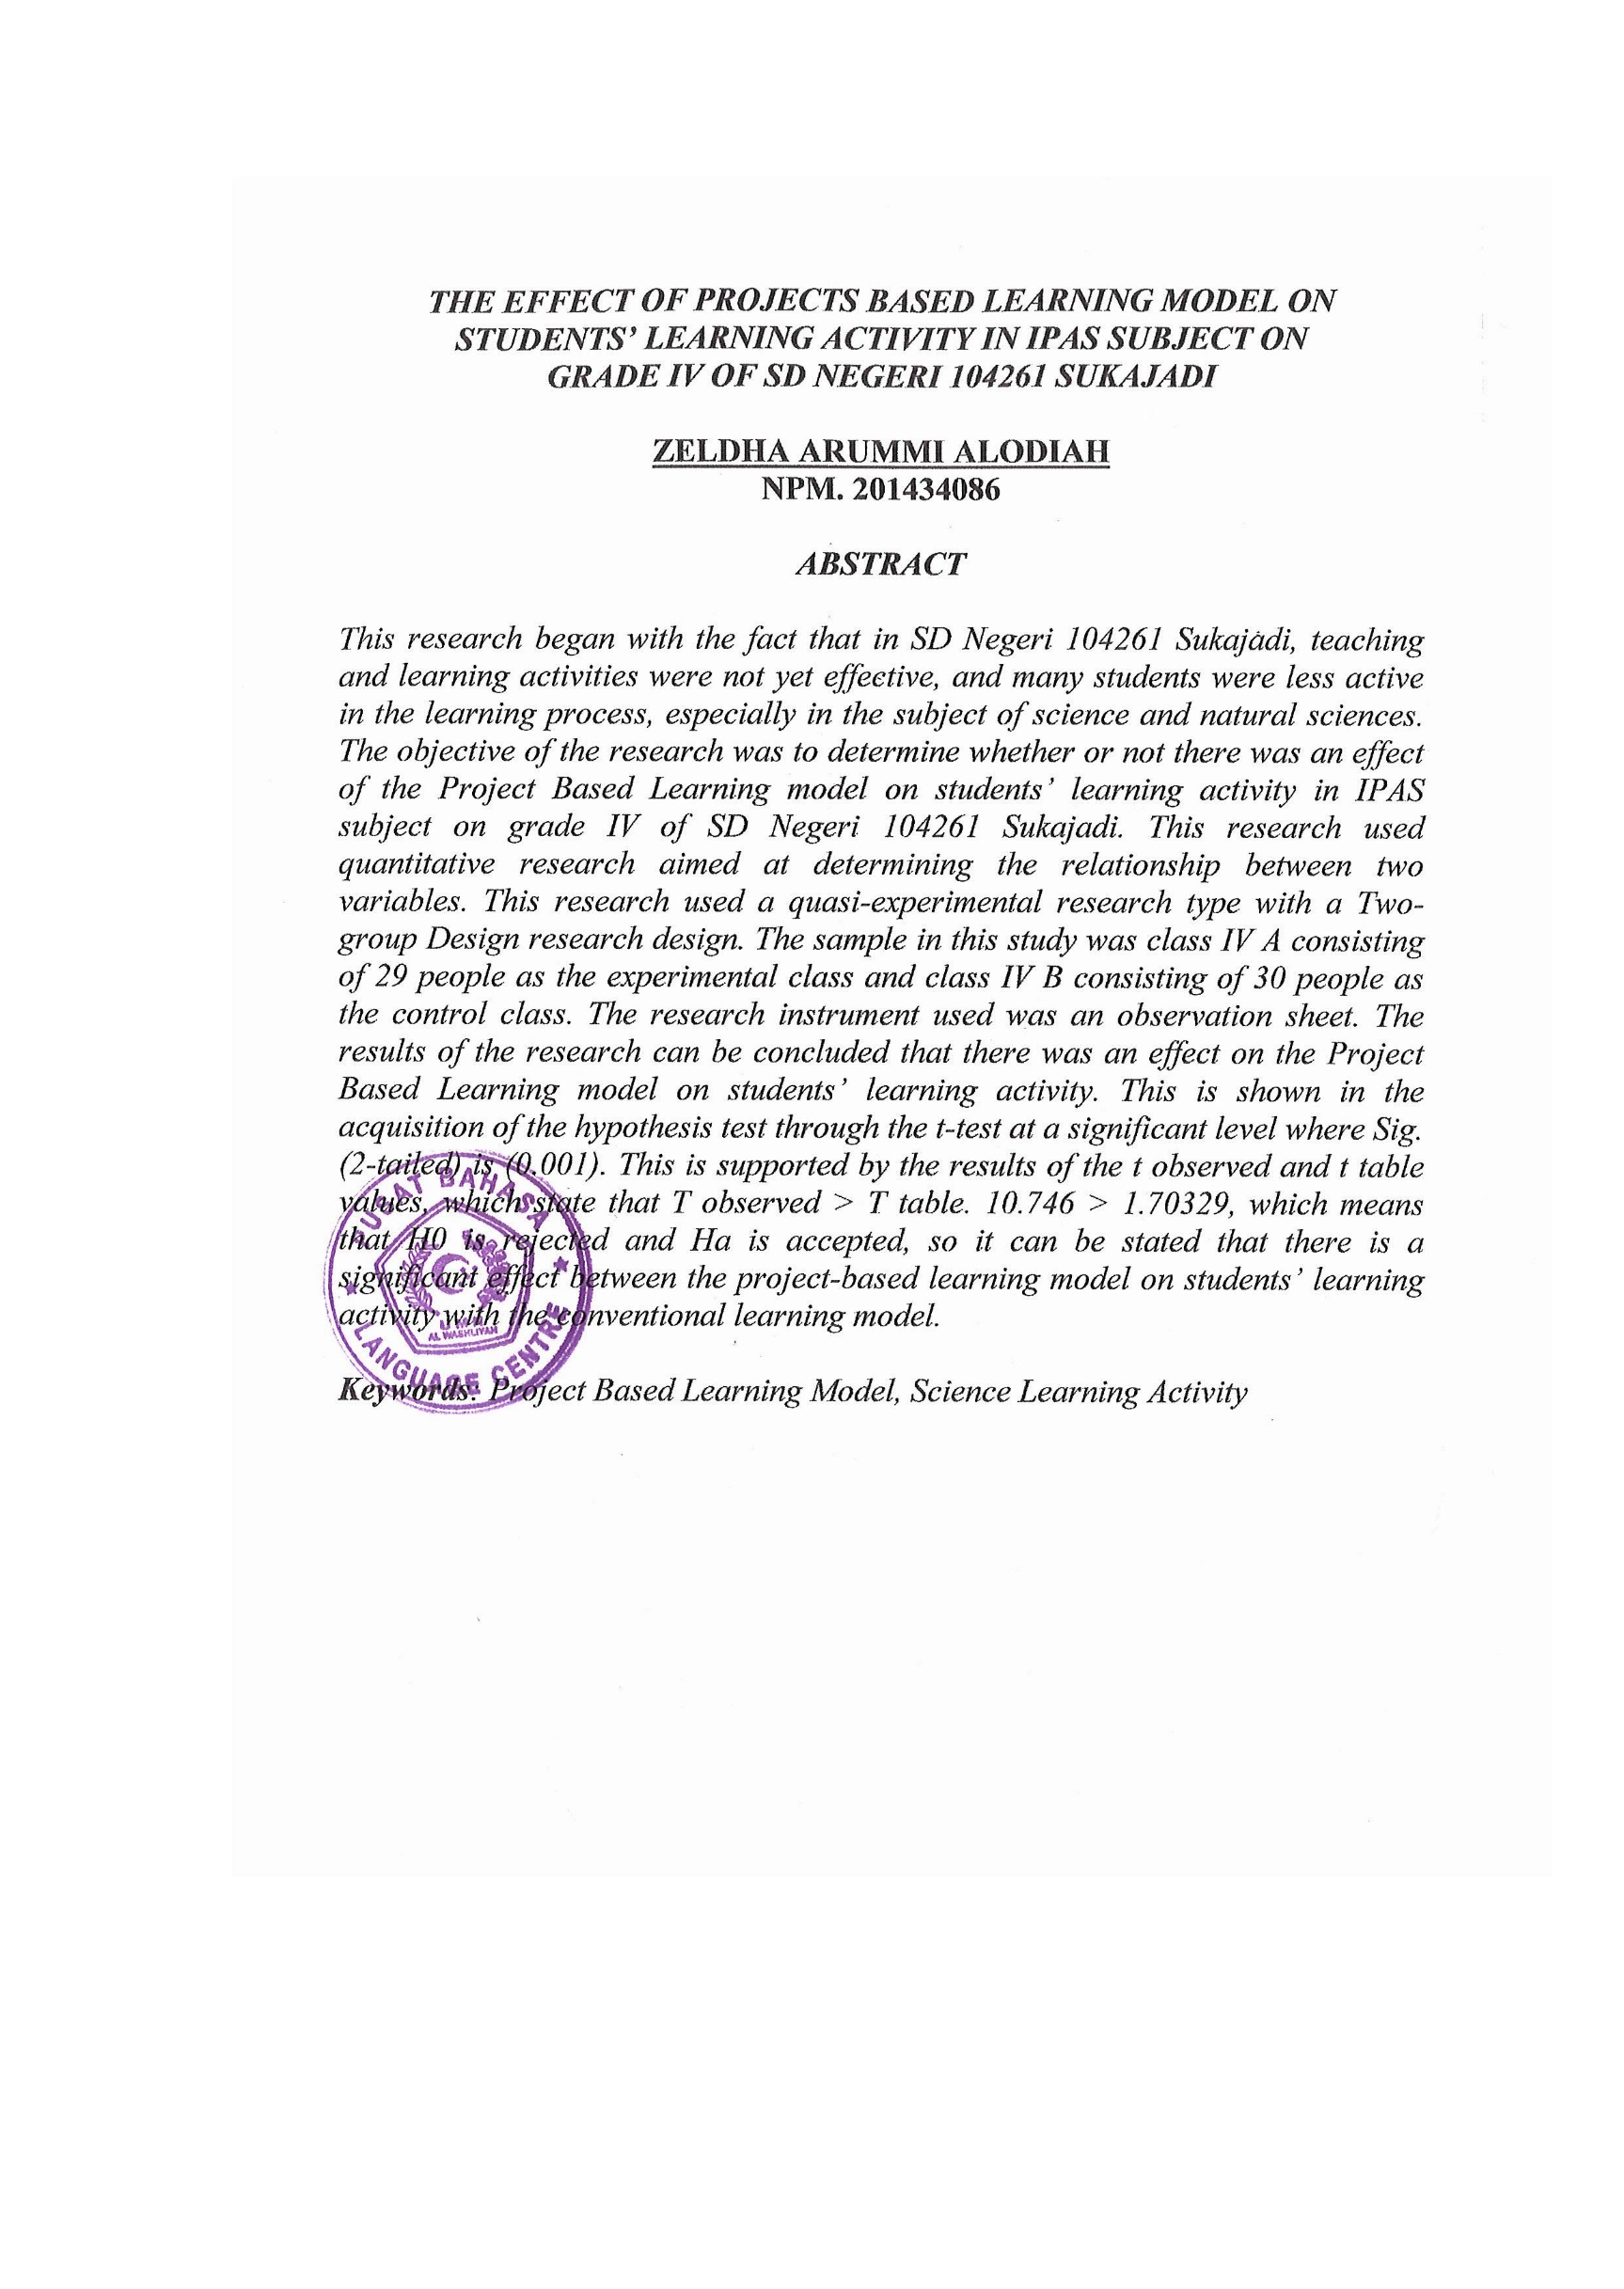 THE EFFECT OF PROJECTS BASED LEARNING MODEL ON
STUDENTS' LEARNING ACTIVITY IN IPAS SUBJECT ON
GRADE IV OF SD NEGERI 104261 SUKAJADI
ZELDHA ARUMMI ALODIAH
NPM. 201434086
ABSTRACT
This research began with the fact that in SD Negeri 104261 Sukajadi, teaching
and learning activities were not yet effective, and many students were less active
in the learning process, especially in the subject of science and natural sciences.
The objective of the research was to determine whether or not there was an effect
of the Project Based Learning model on students' learning activity in IPAS
subject on grade IV of SD Negeri 104261 Sukajadi. This research used
quantitative research aimed at determining the relationship between two
variables. This research used a quasi-experimental research type with a Two-
group Design research design. The sample in this study was class IV A consisting
of 29 people as the experimental class and class IV B consisting of 30 people as
the control class. The research instrument used was an observation sheet. The
results of the research can be concluded that there was an effect on the Project
Based Learning model on students' learning activity. This is shown in the
acquisition of the hypothesis test through the t-test at a significant level where Sig.
(2-tailed) is (0.001). This is supported by the results of the t observed and t table
values, which state that T observed > T table. 10.746 > 1.70329, which means
that H0 is rejected and Ha is accepted, so it can be stated that there is a
significant effect between the project-based learning model on students' learning
activity with the conventional learning model.
Keywords: Project Based Learning Model, Science Learning Activity
PUSAT BAHASA
AL WASHLIYAH
LANGUAGE CENTRE